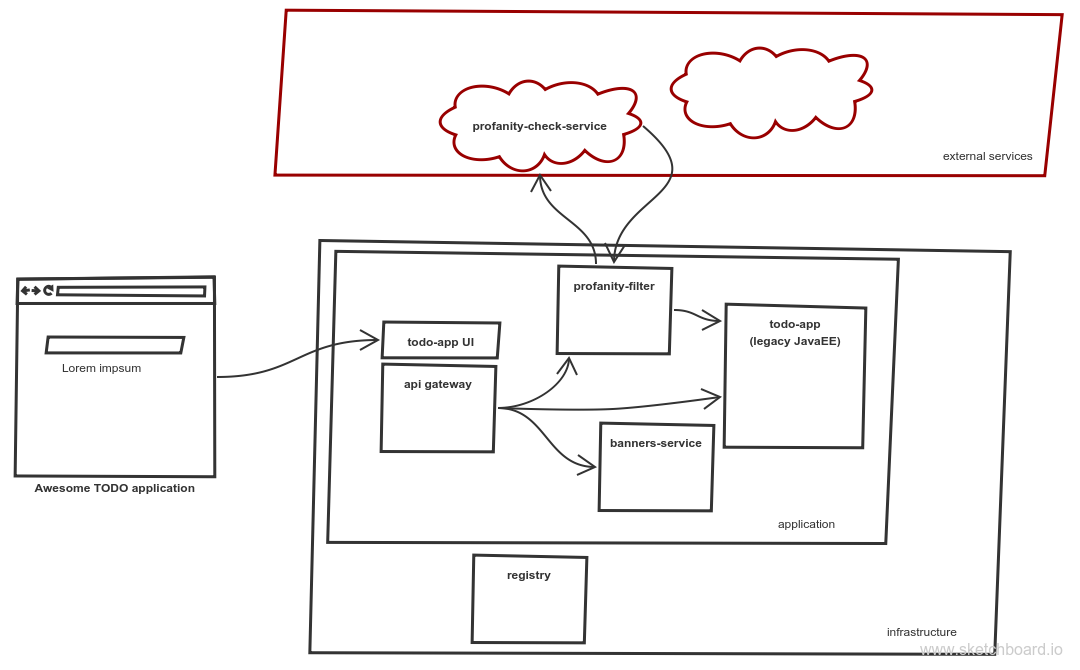 profanity-check-service
external services
profanity-filter
todo-app
(legacy JavaEE)
todo-app UI
api gateway
Lorem impsum
banners-service
Awesome TODO application
application
registry
infrastructure
www.sketchboard.io